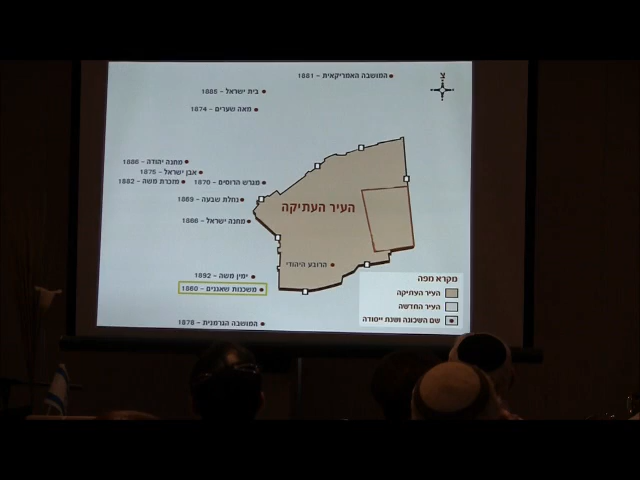 המושבה האמריקאית – 1881
צ
בית ישראל – 1885
מאה שערים – 1874
מחנה יהודה – 1886
אבן ישראל – 1875
מזכרת משה – 1882
מגרש הרוסים – 1870
נחלת שבעה – 1869
העיר העתיקה
מחנה ישראל – 1866
הרובע היהודי
ימין משה – 1892
משכנות שאננים – 1860
המושבה הגרמנית – 1878
מקרא מפה
העיר העתיקה
העיר החדשה
שם השכונה ושנת ייסודה